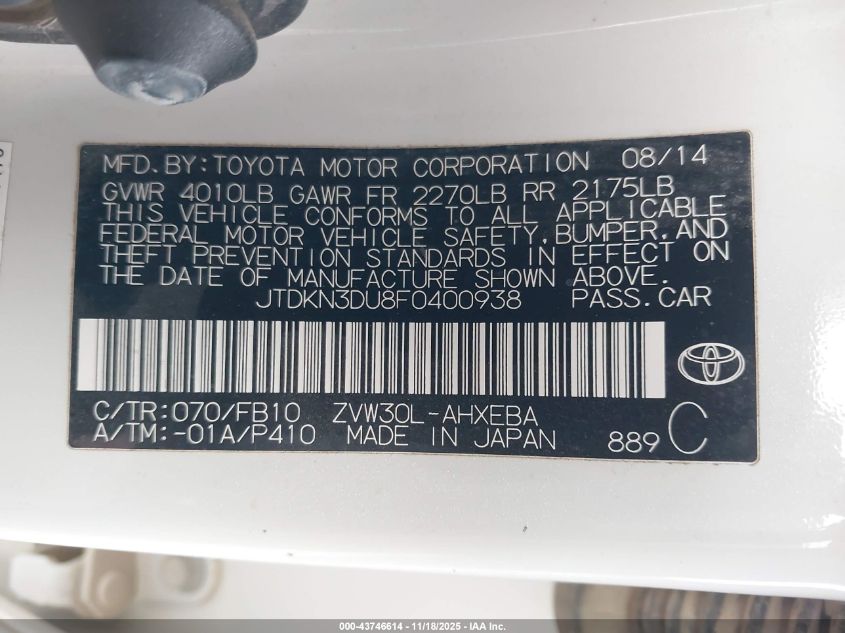 MFD.BY:TOYOTA MOTOR CORPORATION 08/14
GVWR 4010LB GAWR FR 2270LB RR 2175LB
THIS VEHICLE CONFORMS TO ALL APPLICABLE
FEDERAL MOTOR VEHICLE SAFETY,BUMPER,AND
THEFT PREVENTION STANDARDS IN EFFECT ON
THE DATE OF MANUFACTURE SHOWN ABOVE.
JTDKN3DU8F0400938 PASS.CAR
C/TR:070/FB10 ZVW30L-AHXEBA
A/TM:-01A/P410 MADE IN JAPAN 889 C
000-43746614 - 11/18/2025 - IAA Inc.